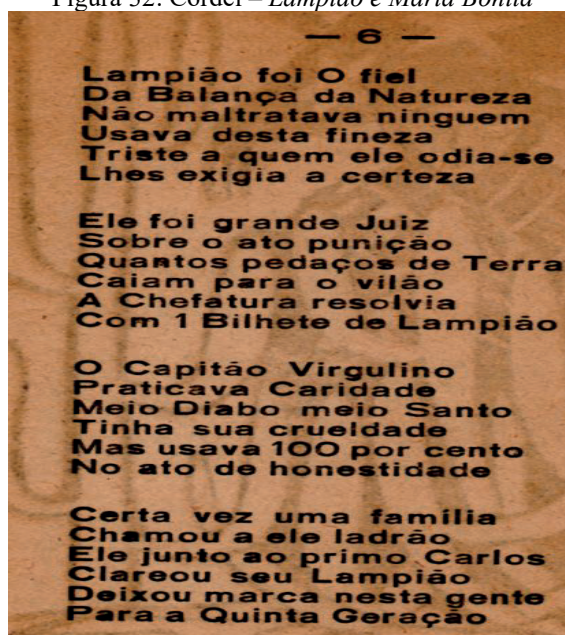 Figura 32: Cordel – Lampião e Maria Bonita
— 6 —
Lampião foi O fiel
Da Balança da Natureza
Não maltratava ninguem
Usava desta fineza
Triste a quem ele odia-se
Lhes exigia a certeza
Ele foi grande Juiz
Sobre o ato punição
Quantos pedaços de Terra
Caiam para o vilão
A Chefatura resolvia
Com 1 Bilhete de Lampião
O Capitão Virgulino
Praticava Caridade
Meio Diabo meio Santo
Tinha sua crueldade
Mas usava 100 por cento
No ato de honestidade
Certa vez uma família
Chamou a ele ladrão
Ele junto ao primo Carlos
Clareou seu Lampião
Deixou marca nesta gente
Para a Quinta Geração